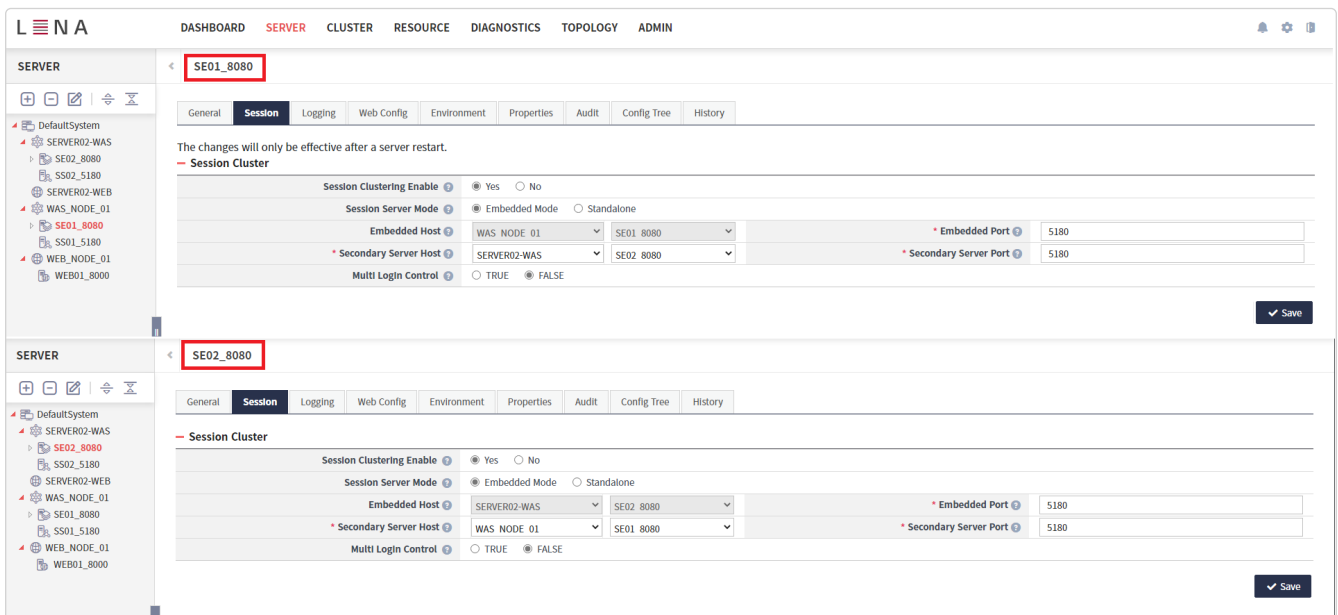 LENA DASHBOARD SERVER CLUSTER RESOURCE DIAGNOSTICS TOPOLOGY ADMIN
SERVER
SE01_8080
General Session Logging Web Config Environment Properties Audit Config Tree History
DefaultSystem
SERVER02-WAS
SE02_8080
SS02_5180
SERVER02-WEB
WAS_NODE_01
SE01_8080
SS01_5180
WEB_NODE_01
WEB01_8000
The changes will only be effective after a server restart.
Session Cluster
Session Clustering Enable ? Yes No
Session Server Mode ? Embedded Mode Standalone
Embedded Host ? WAS_NODE_01 SE01_8080 * Embedded Port ? 5180
* Secondary Server Host ? SERVER02-WAS SE02_8080 * Secondary Server Port ? 5180
Multi Login Control ? TRUE FALSE
Save
SERVER
SE02_8080
General Session Logging Web Config Environment Properties Audit Config Tree History
DefaultSystem
SERVER02-WAS
SE02_8080
SS02_5180
SERVER02-WEB
WAS_NODE_01
SE01_8080
SS01_5180
WEB_NODE_01
WEB01_8000
Session Cluster
Session Clustering Enable ? Yes No
Session Server Mode ? Embedded Mode Standalone
Embedded Host ? SERVER02-WAS SE02_8080 * Embedded Port ? 5180
* Secondary Server Host ? WAS_NODE_01 SE01_8080 * Secondary Server Port ? 5180
Multi Login Control ? TRUE FALSE
Save